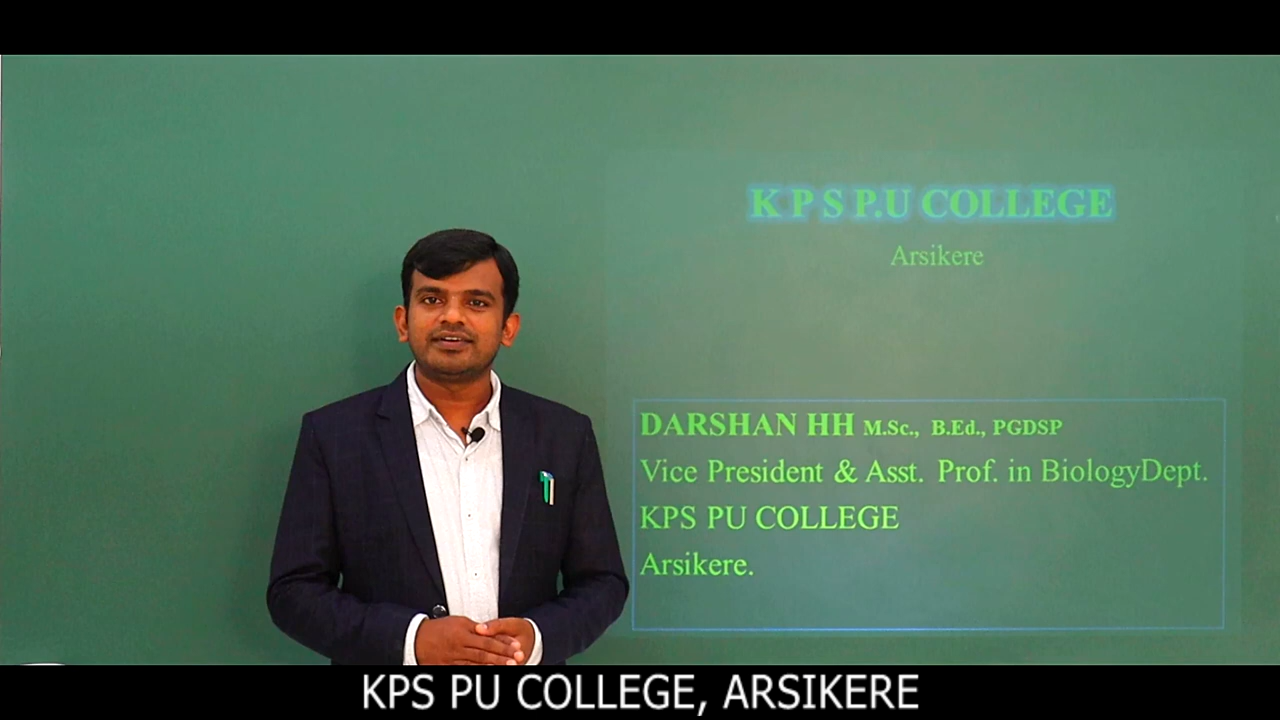 K P S P.U COLLEGE
Arsikere
DARSHAN HH M.Sc., B.Ed., PGDSP
Vice President & Asst. Prof. in BiologyDept.
KPS PU COLLEGE
Arsikere.
KPS PU COLLEGE, ARSIKERE